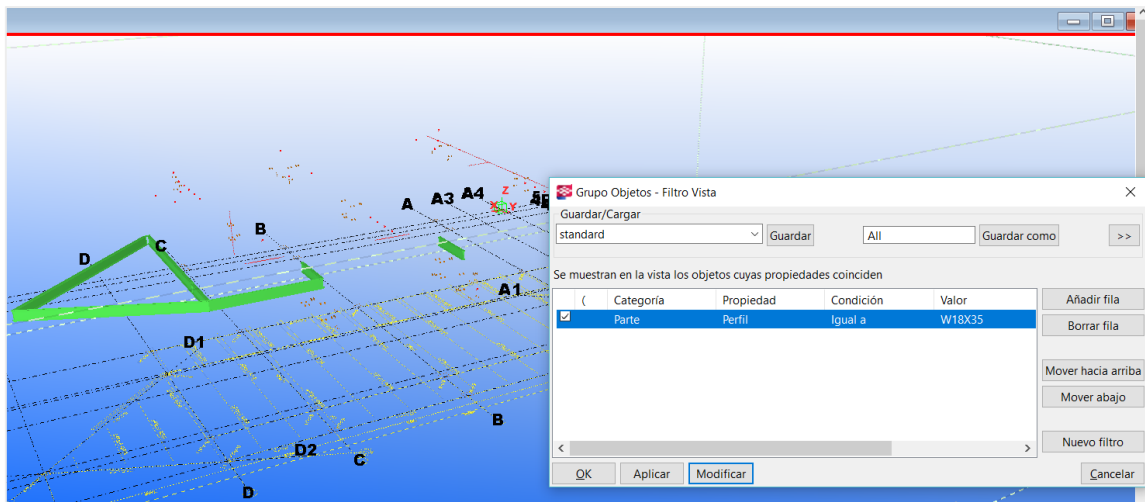 Grupo Objetos - Filtro Vista
Guardar/Cargar
standard Guardar All Guardar como >>
Se muestran en la vista los objetos cuyas propiedades coinciden
( Categoría Propiedad Condición Valor
Parte Perfil Igual a W18X35
Añadir fila
Borrar fila
Mover hacia arriba
Mover abajo
Nuevo filtro
OK Aplicar Modificar Cancelar
A A3 A4
Z
X Y
B
C
D
A1
D1
B
D2
C
D